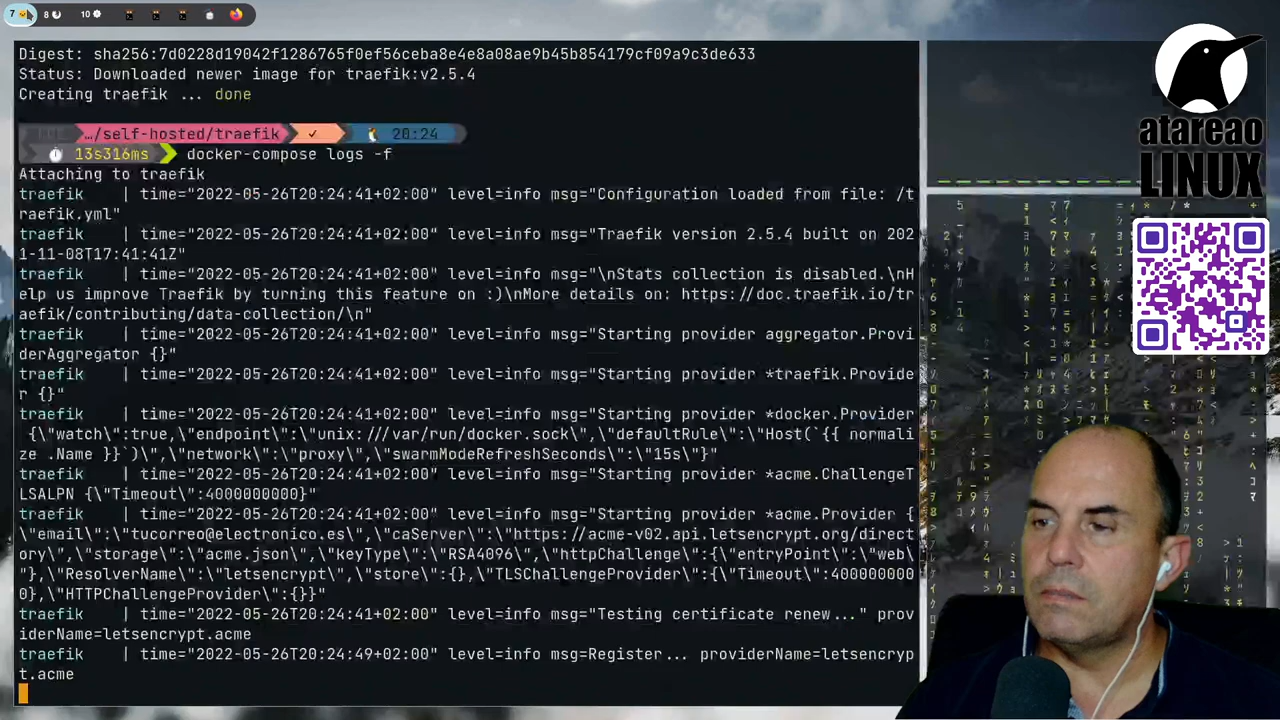 7 8 10
Digest: sha256:7d0228d19042f1286765f0ef56ceba8e4e8a08ae9b45b854179cf09a9c3de633
Status: Downloaded newer image for traefik:v2.5.4
Creating traefik ... done
…/self-hosted/traefik ✓ 20:24
13s316ms docker-compose logs -f
Attaching to traefik
traefik    | time="2022-05-26T20:24:41+02:00" level=info msg="Configuration loaded from file: /t
raefik.yml"
traefik    | time="2022-05-26T20:24:41+02:00" level=info msg="Traefik version 2.5.4 built on 202
1-11-08T17:41:41Z"
traefik    | time="2022-05-26T20:24:41+02:00" level=info msg="\nStats collection is disabled.\nH
elp us improve Traefik by turning this feature on :)\nMore details on: https://doc.traefik.io/tr
aefik/contributing/data-collection/\n"
traefik    | time="2022-05-26T20:24:41+02:00" level=info msg="Starting provider aggregator.Provi
derAggregator {}"
traefik    | time="2022-05-26T20:24:41+02:00" level=info msg="Starting provider *traefik.Provide
r {}"
traefik    | time="2022-05-26T20:24:41+02:00" level=info msg="Starting provider *docker.Provider
 {\"watch\":true,\"endpoint\":\"unix:///var/run/docker.sock\",\"defaultRule\":\"Host(`{{ normali
ze .Name }}`)\",\"network\":\"proxy\",\"swarmModeRefreshSeconds\":\"15s\"}"
traefik    | time="2022-05-26T20:24:41+02:00" level=info msg="Starting provider *acme.ChallengeT
LSALPN {\"Timeout\":4000000000}"
traefik    | time="2022-05-26T20:24:41+02:00" level=info msg="Starting provider *acme.Provider {
\"email\":\"tucorreo@electronico.es\",\"caServer\":\"https://acme-v02.api.letsencrypt.org/direct
ory\",\"storage\":\"acme.json\",\"keyType\":\"RSA4096\",\"httpChallenge\":{\"entryPoint\":\"web\
"},\"ResolverName\":\"letsencrypt\",\"store\":{},\"TLSChallengeProvider\":{\"Timeout\":400000000
0},\"HTTPChallengeProvider\":{}}"
traefik    | time="2022-05-26T20:24:41+02:00" level=info msg="Testing certificate renew..." prov
iderName=letsencrypt.acme
traefik    | time="2022-05-26T20:24:49+02:00" level=info msg=Register... providerName=letsencryp
t.acme
atareao
LINUX